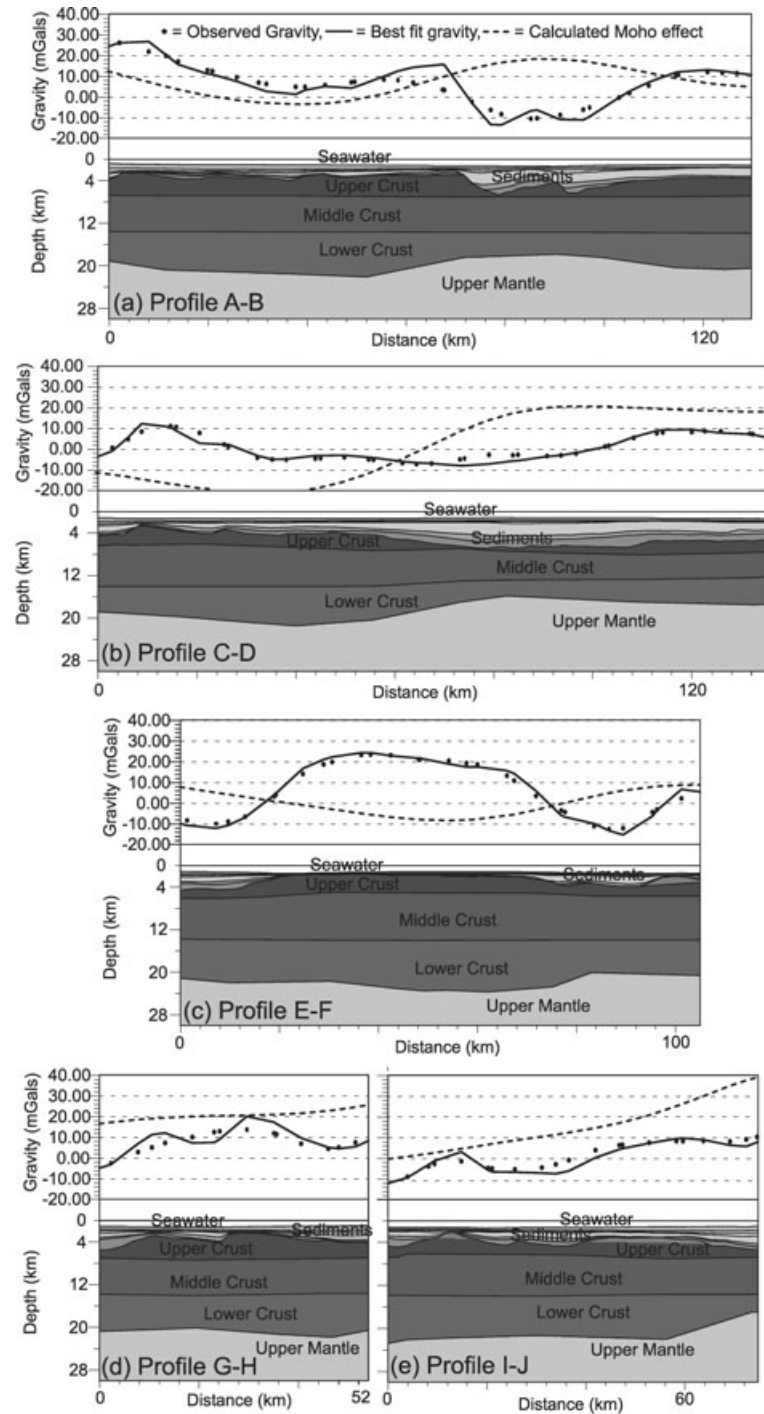 • = Observed Gravity, — = Best fit gravity, ---- = Calculated Moho effect
Gravity (mGals)
40.00
30.00
20.00
10.00
0.00
-10.00
-20.00
Depth (km)
0
4
12
20
28
Seawater
Sediments
Upper Crust
Middle Crust
Lower Crust
Upper Mantle
(a) Profile A-B
0
Distance (km)
120
Gravity (mGals)
40.00
30.00
20.00
10.00
0.00
-10.00
-20.00
Depth (km)
0
4
12
20
28
Seawater
Upper Crust
Sediments
Middle Crust
Lower Crust
Upper Mantle
(b) Profile C-D
0
Distance (km)
120
Gravity (mGals)
40.00
30.00
20.00
10.00
0.00
-10.00
-20.00
Depth (km)
0
4
12
20
28
Seawater
Sediments
Upper Crust
Middle Crust
Lower Crust
Upper Mantle
(c) Profile E-F
0
Distance (km)
100
Gravity (mGals)
40.00
30.00
20.00
10.00
0.00
-10.00
-20.00
Depth (km)
0
4
12
20
28
Seawater
Sediments
Upper Crust
Middle Crust
Lower Crust
Upper Mantle
(d) Profile G-H
0
Distance (km)
52
Seawater
Sediments
Upper Crust
Middle Crust
Lower Crust
Upper Mantle
(e) Profile I-J
0
Distance (km)
60